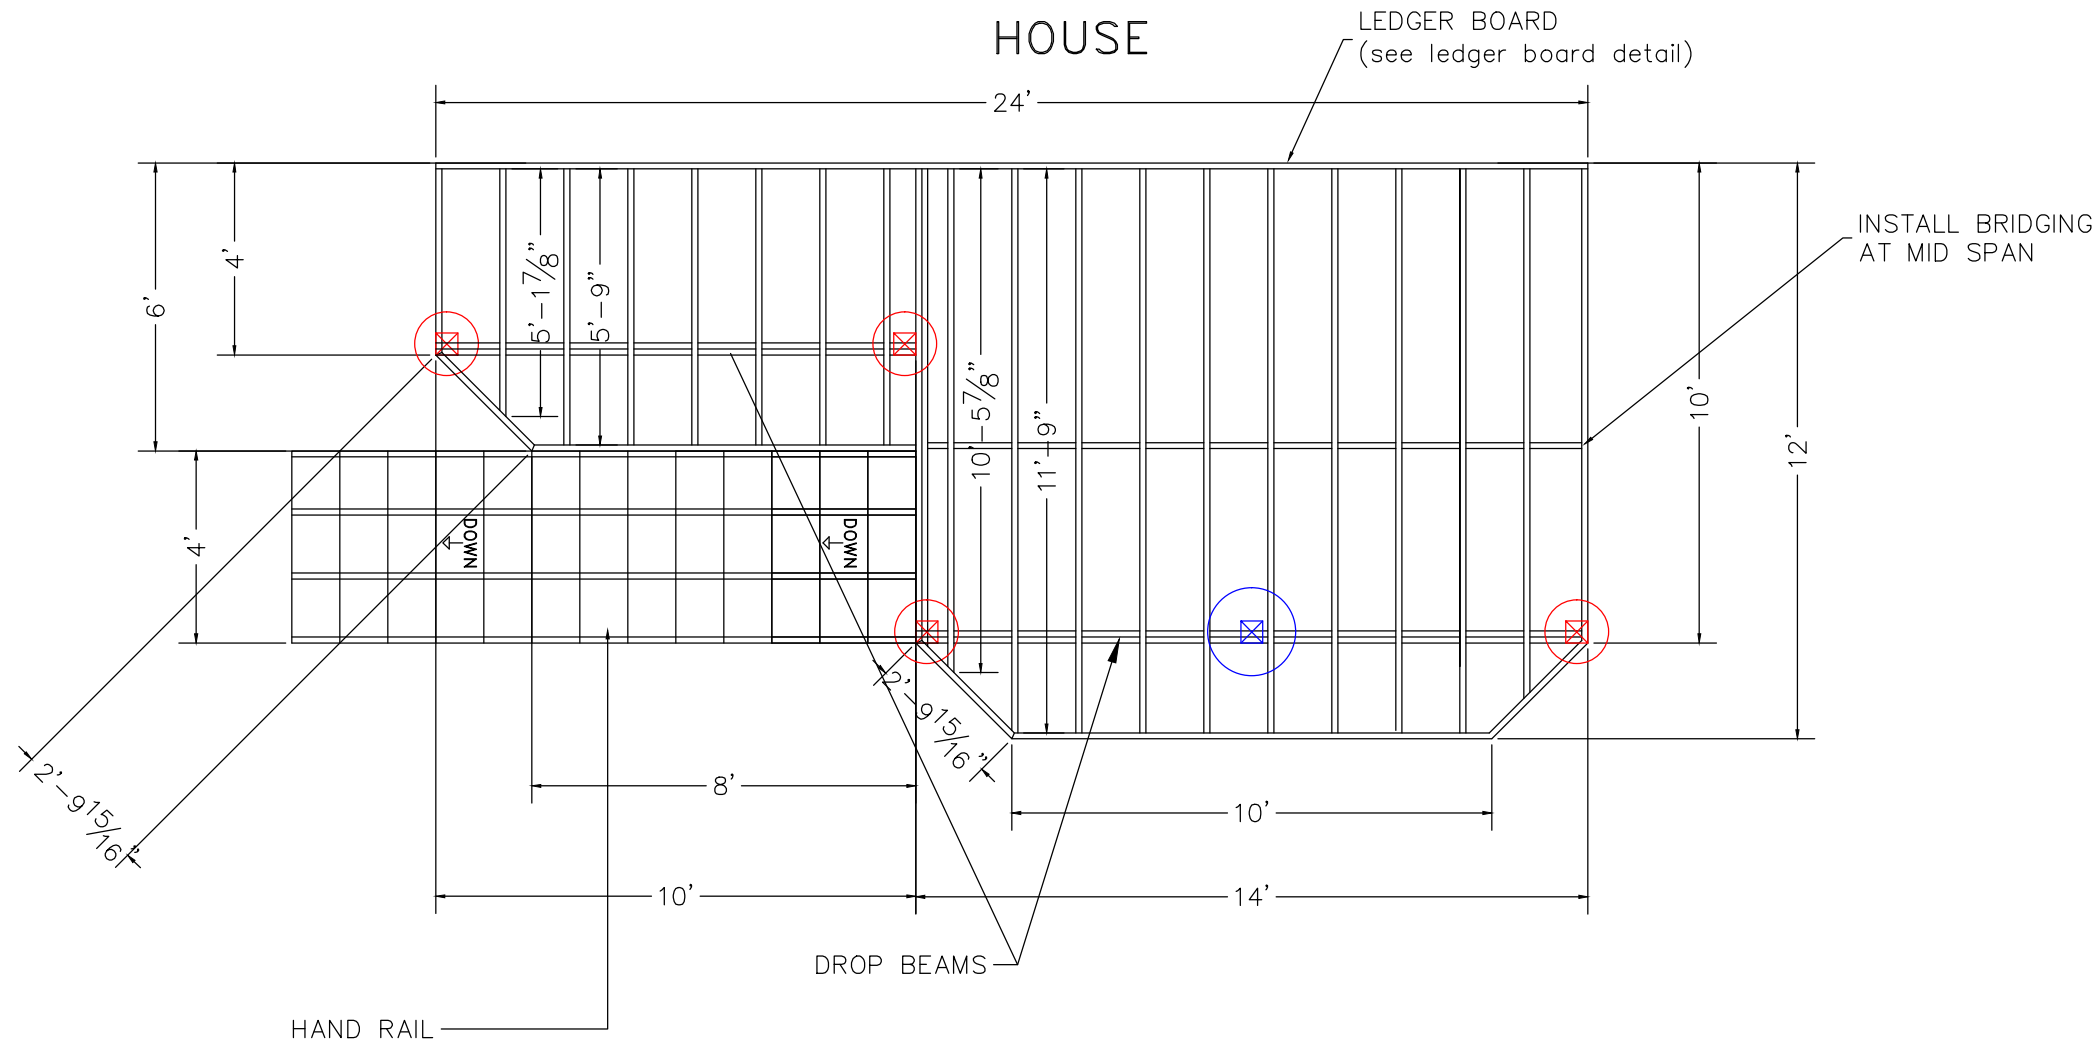 HOUSE
LEDGER BOARD
(see ledger board detail)
24'
INSTALL BRIDGING
AT MID SPAN
4'
6'
5'-1 7/8"
5'-9"
10'-5 7/8"
11'-9"
10'
12'
4'
DOWN
DOWN
2'-9 15/16"
2'-9 15/16"
8'
10'
10'
14'
DROP BEAMS
HAND RAIL